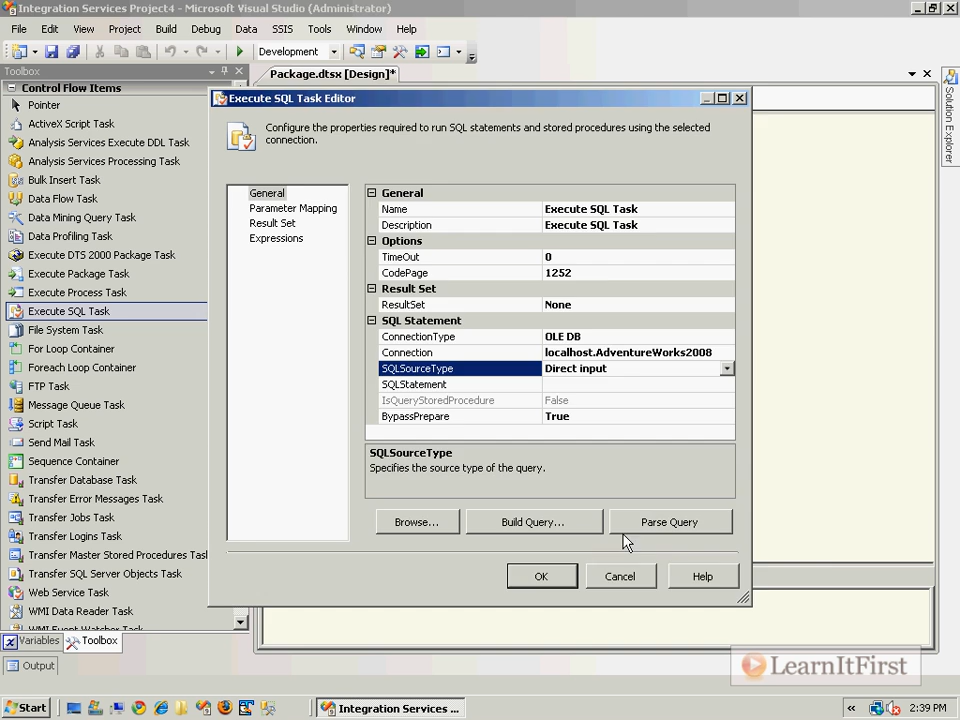 Integration Services Project4 - Microsoft Visual Studio (Administrator)
File Edit View Project Build Debug Data SSIS Tools Window Help
Development
Toolbox
Package.dtsx [Design]*
Solution Explorer
Control Flow Items
Pointer
ActiveX Script Task
Analysis Services Execute DDL Task
Analysis Services Processing Task
Bulk Insert Task
Data Flow Task
Data Mining Query Task
Data Profiling Task
Execute DTS 2000 Package Task
Execute Package Task
Execute Process Task
Execute SQL Task
File System Task
For Loop Container
Foreach Loop Container
FTP Task
Message Queue Task
Script Task
Send Mail Task
Sequence Container
Transfer Database Task
Transfer Error Messages Task
Transfer Jobs Task
Transfer Logins Task
Transfer Master Stored Procedures Task
Transfer SQL Server Objects Task
Web Service Task
WMI Data Reader Task
WMI Event Watcher Task
Variables Toolbox
Output
Execute SQL Task Editor
Configure the properties required to run SQL statements and stored procedures using the selected
connection.
General
Parameter Mapping
Result Set
Expressions
General
Name Execute SQL Task
Description Execute SQL Task
Options
TimeOut 0
CodePage 1252
Result Set
ResultSet None
SQL Statement
ConnectionType OLE DB
Connection localhost.AdventureWorks2008
SQLSourceType Direct input
SQLStatement
IsQueryStoredProcedure False
BypassPrepare True
SQLSourceType
Specifies the source type of the query.
Browse... Build Query... Parse Query
OK Cancel Help
LearnItFirst
Start Integration Services ... « 2:39 PM